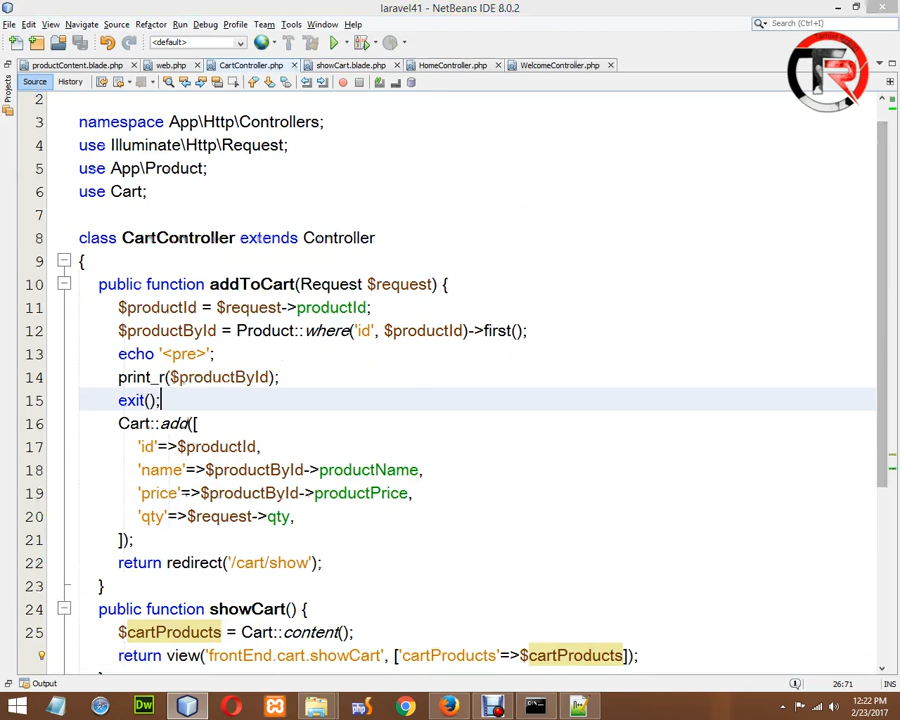 laravel41 - NetBeans IDE 8.0.2
File Edit View Navigate Source Refactor Run Debug Profile Team Tools Window Help
<default>
Search (Ctrl+I)
productContent.blade.php web.php CartController.php showCart.blade.php HomeController.php WelcomeController.php
Source History
Projects
TR
2
3 namespace App\Http\Controllers;
4 use Illuminate\Http\Request;
5 use App\Product;
6 use Cart;
7
8 class CartController extends Controller
9 {
10 public function addToCart(Request $request) {
11 $productId = $request->productId;
12 $productById = Product::where('id', $productId)->first();
13 echo '<pre>';
14 print_r($productById);
15 exit();
16 Cart::add([
17 'id'=>$productId,
18 'name'=>$productById->productName,
19 'price'=>$productById->productPrice,
20 'qty'=>$request->qty,
21 ]);
22 return redirect('/cart/show');
23 }
24 public function showCart() {
25 $cartProducts = Cart::content();
return view('frontEnd.cart.showCart', ['cartProducts'=>$cartProducts]);
Output
26:71 INS
Dw
12:22 PM
2/23/2017